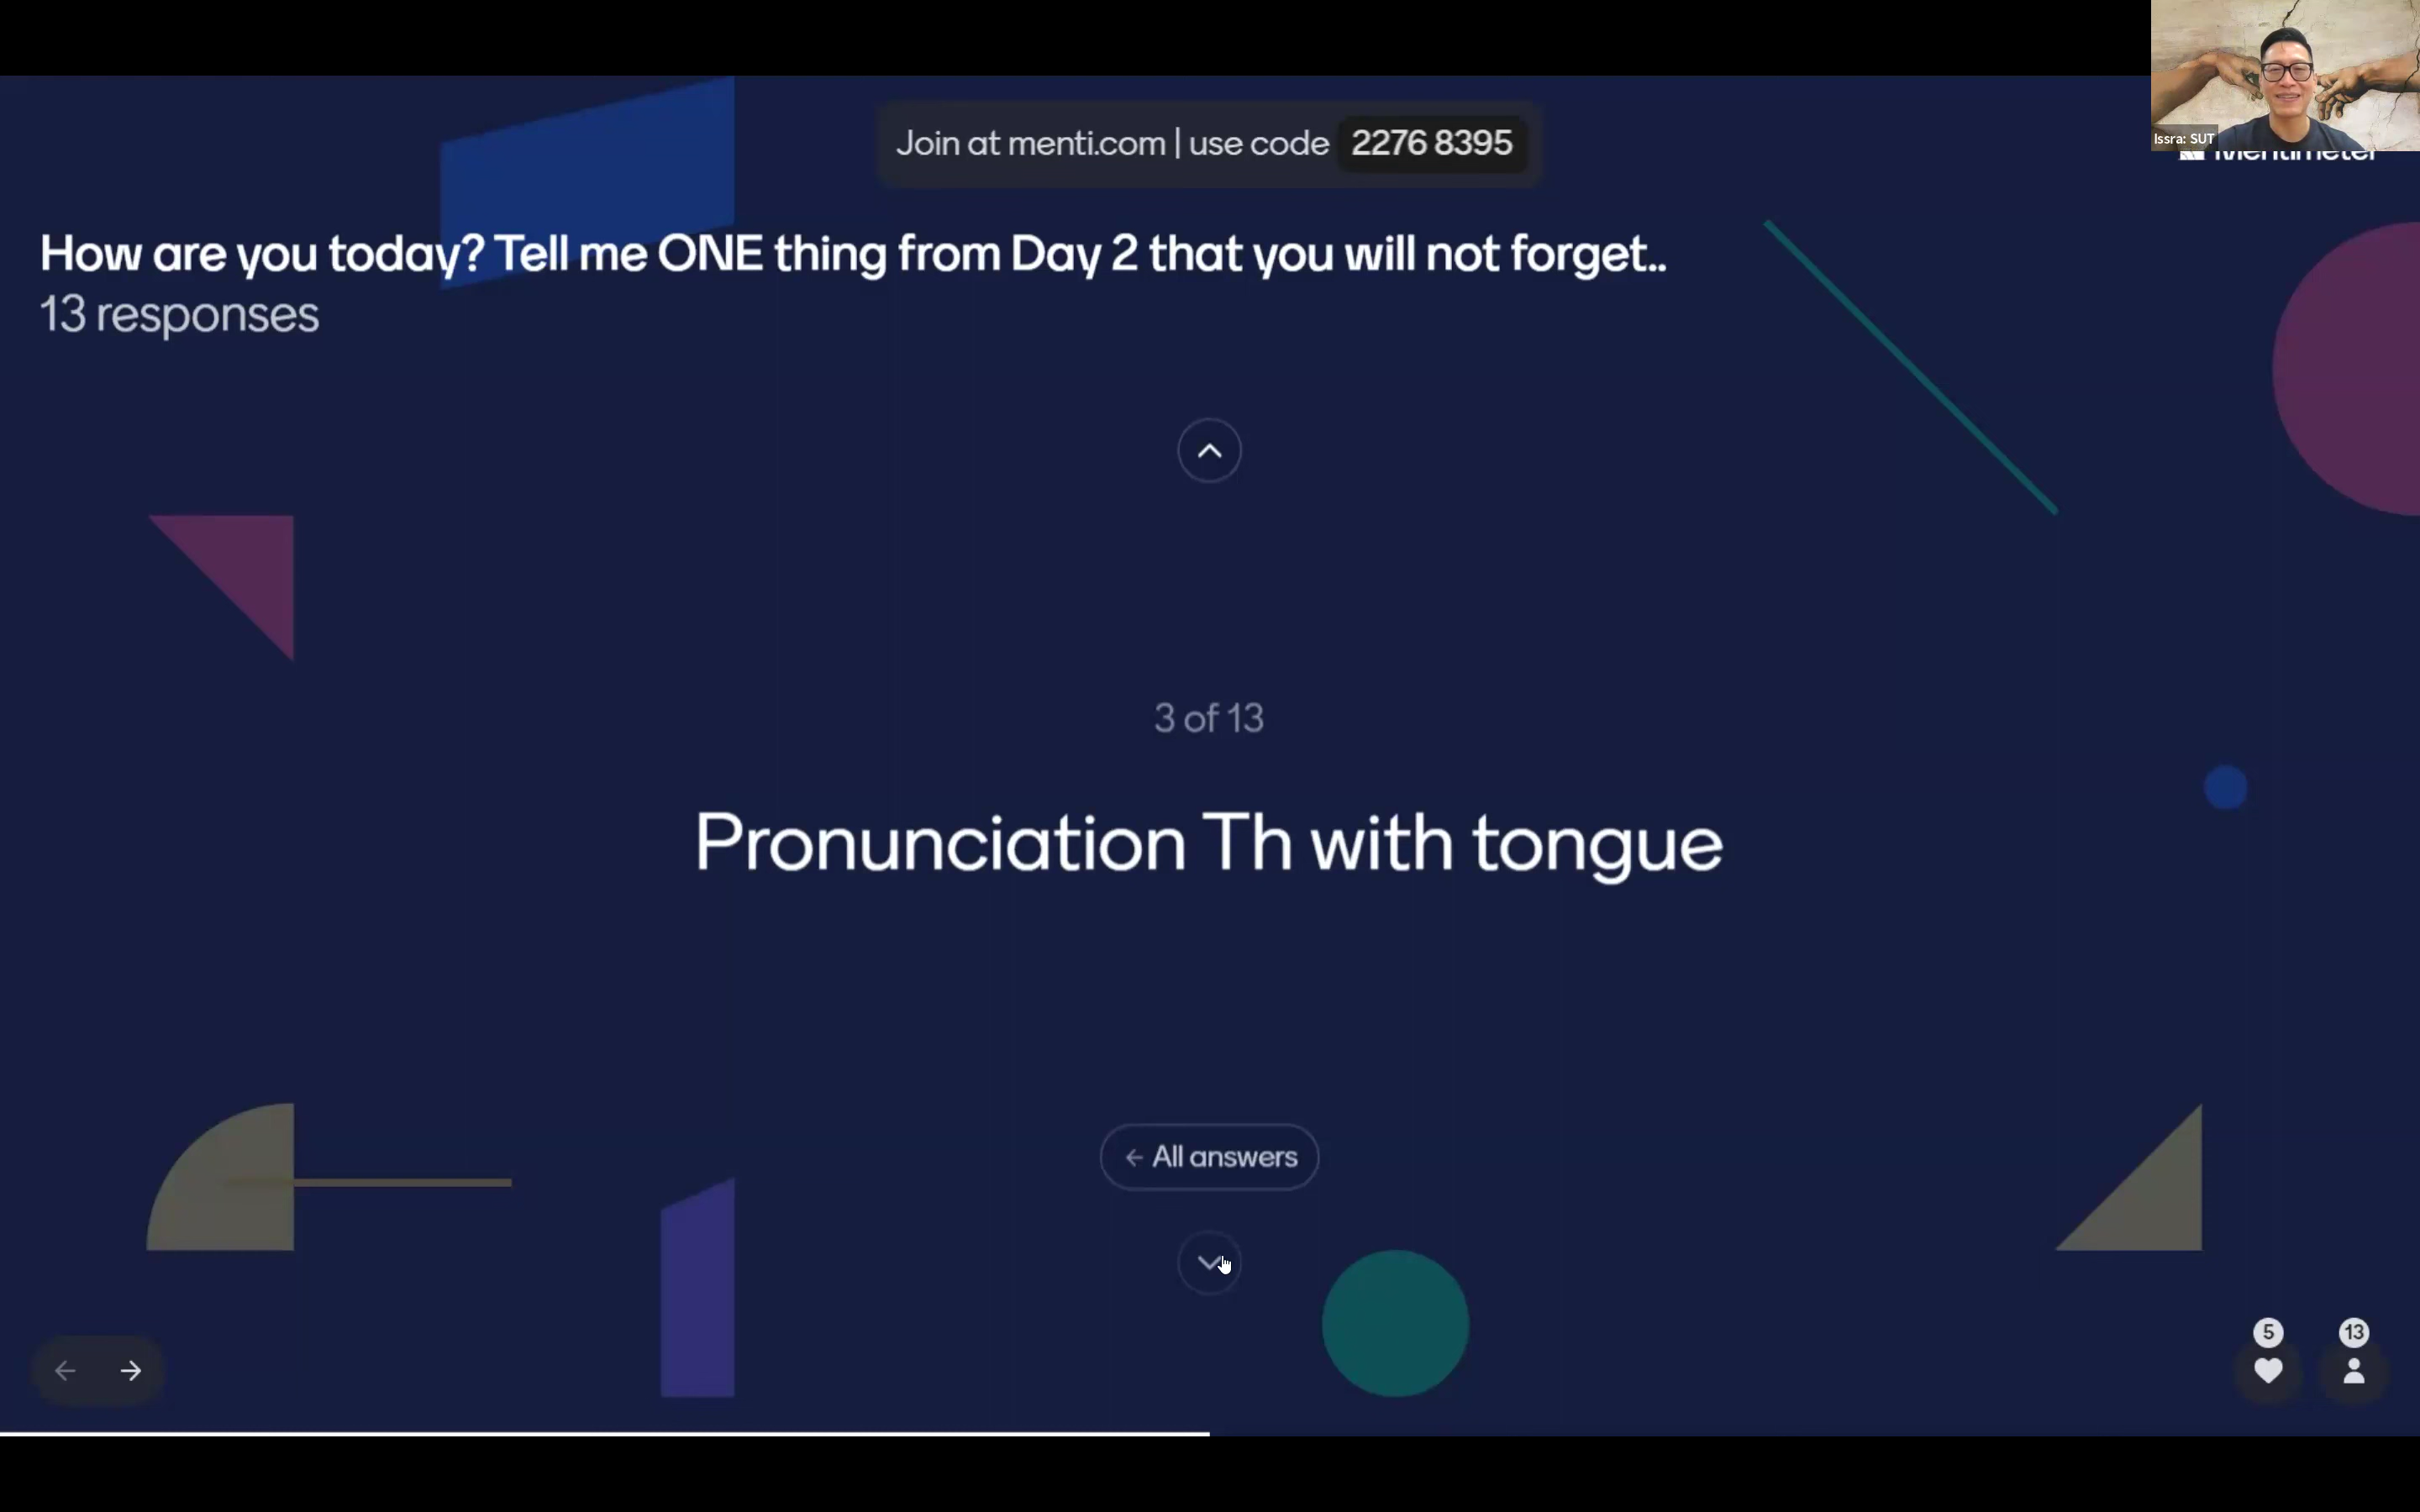 Join at menti.com | use code 2276 8395
Issra: SUT
Mentimeter
How are you today? Tell me ONE thing from Day 2 that you will not forget..
13 responses
3 of 13
Pronunciation Th with tongue
← All answers
5 13